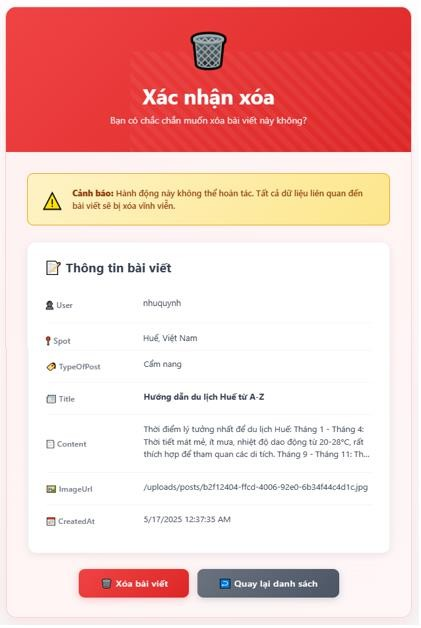 Xác nhận xóa
Bạn có chắc chắn muốn xóa bài viết này không?
Cảnh báo: Hành động này không thể hoàn tác. Tất cả dữ liệu liên quan đến
bài viết sẽ bị xóa vĩnh viễn.
Thông tin bài viết
User
nhuquynh
Spot
Huế, Việt Nam
TypeOfPost
Cẩm nang
Title
Hướng dẫn du lịch Huế từ A-Z
Content
Thời điểm lý tưởng nhất để du lịch Huế: Tháng 1 - Tháng 4:
Thời tiết mát mẻ, ít mưa, nhiệt độ dao động từ 20-28°C, rất
thích hợp để tham quan các di tích. Tháng 9 - Tháng 11: Th...
ImageUrl
/uploads/posts/b2f12404-ffcd-4006-92e0-6b34f44c4d1c.jpg
CreatedAt
5/17/2025 12:37:35 AM
Xóa bài viết
Quay lại danh sách